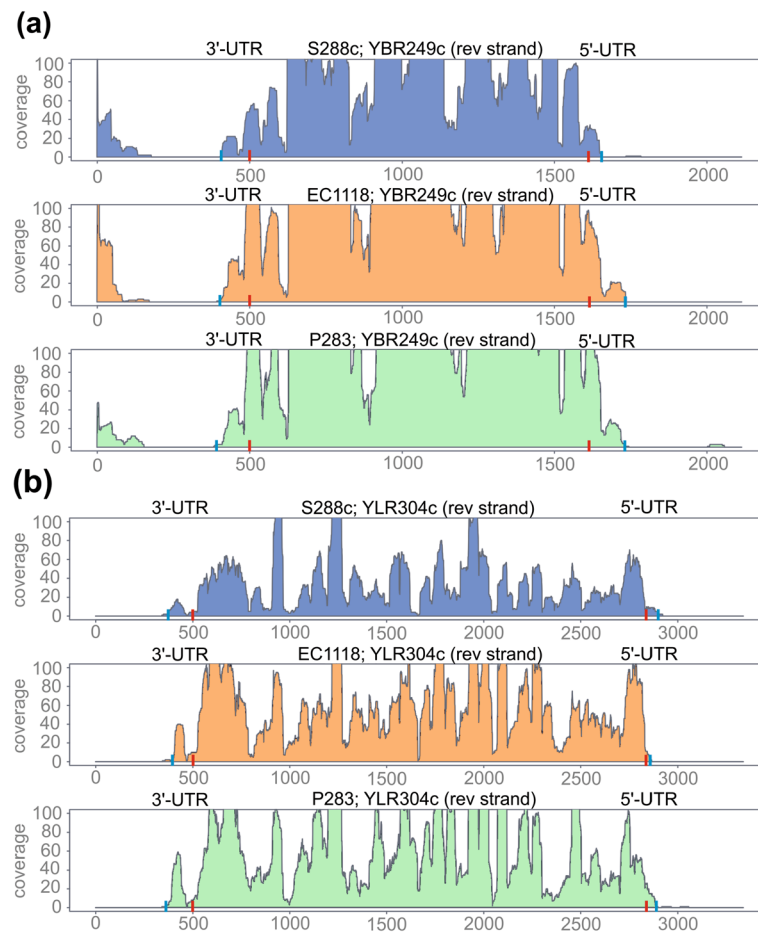 (a)
3'-UTR S288c; YBR249c (rev strand) 5'-UTR
coverage
100
80
60
40
20
0
0 500 1000 1500 2000
3'-UTR EC1118; YBR249c (rev strand) 5'-UTR
coverage
100
80
60
40
20
0
0 500 1000 1500 2000
3'-UTR P283; YBR249c (rev strand) 5'-UTR
coverage
100
80
60
40
20
0
0 500 1000 1500 2000
(b)
3'-UTR S288c; YLR304c (rev strand) 5'-UTR
coverage
100
80
60
40
20
0
0 500 1000 1500 2000 2500 3000
3'-UTR EC1118; YLR304c (rev strand) 5'-UTR
coverage
100
80
60
40
20
0
0 500 1000 1500 2000 2500 3000
3'-UTR P283; YLR304c (rev strand) 5'-UTR
coverage
100
80
60
40
20
0
0 500 1000 1500 2000 2500 3000